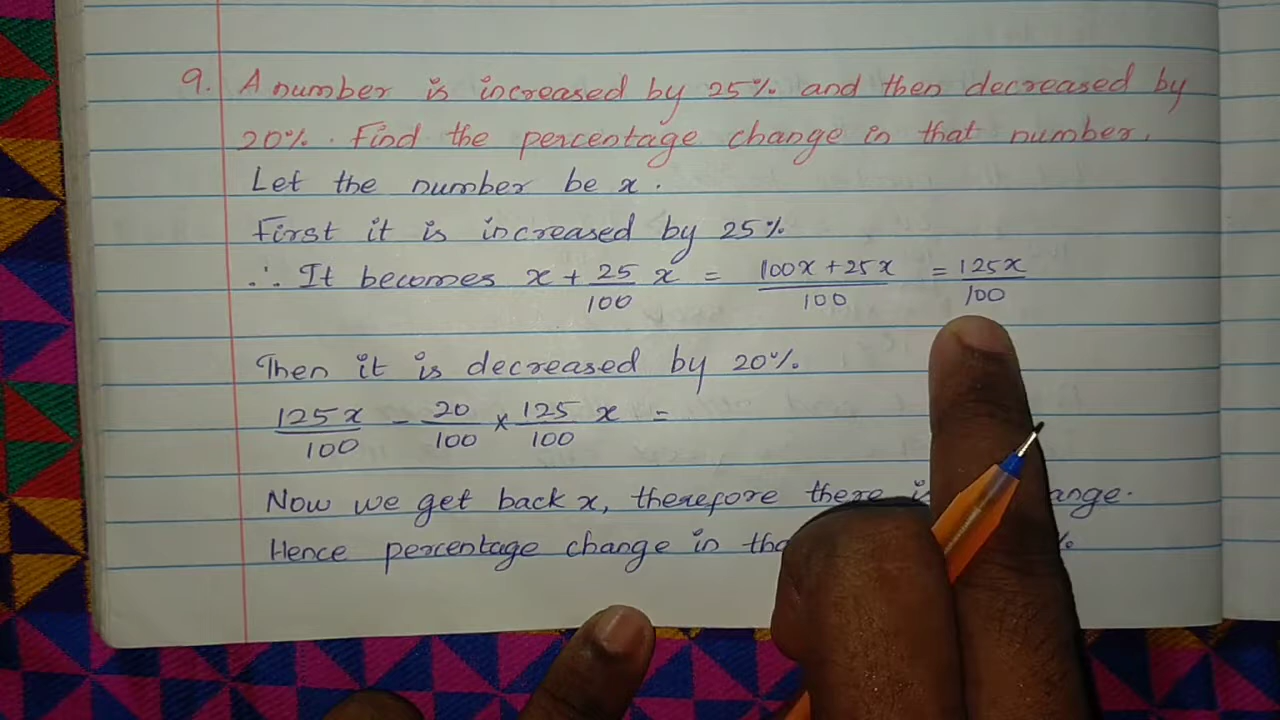 9. A number is increased by 25% and then decreased by
20%. Find the percentage change in that number.
Let the number be x.
First it is increased by 25%
∴ It becomes x + 25/100 x = (100x + 25x)/100 = 125x/100
Then it is decreased by 20%.
125x/100 - 20/100 × 125/100 x =
Now we get back x, therefore there
Hence percentage change in